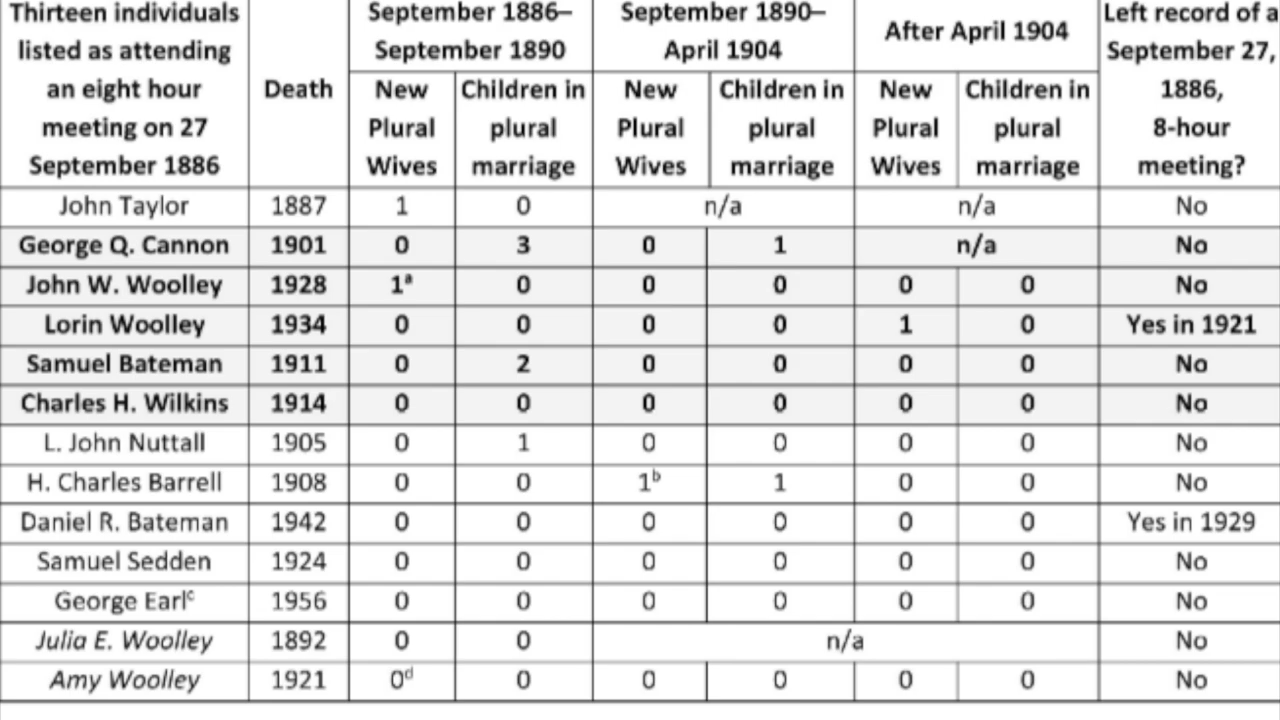 Thirteen individuals listed as attending an eight hour meeting on 27 September 1886 | Death | September 1886–September 1890 | September 1890–April 1904 | After April 1904 | Left record of a September 27, 1886, 8-hour meeting?
New Plural Wives | Children in plural marriage | New Plural Wives | Children in plural marriage | New Plural Wives | Children in plural marriage
John Taylor | 1887 | 1 | 0 | n/a | n/a | No
George Q. Cannon | 1901 | 0 | 3 | 0 | 1 | n/a | No
John W. Woolley | 1928 | 1ª | 0 | 0 | 0 | 0 | 0 | No
Lorin Woolley | 1934 | 0 | 0 | 0 | 0 | 1 | 0 | Yes in 1921
Samuel Bateman | 1911 | 0 | 2 | 0 | 0 | 0 | 0 | No
Charles H. Wilkins | 1914 | 0 | 0 | 0 | 0 | 0 | 0 | No
L. John Nuttall | 1905 | 0 | 1 | 0 | 0 | 0 | 0 | No
H. Charles Barrell | 1908 | 0 | 0 | 1ᵇ | 1 | 0 | 0 | No
Daniel R. Bateman | 1942 | 0 | 0 | 0 | 0 | 0 | 0 | Yes in 1929
Samuel Sedden | 1924 | 0 | 0 | 0 | 0 | 0 | 0 | No
George Earlᶜ | 1956 | 0 | 0 | 0 | 0 | 0 | 0 | No
Julia E. Woolley | 1892 | 0 | 0 | n/a | No
Amy Woolley | 1921 | 0ᵈ | 0 | 0 | 0 | 0 | 0 | No